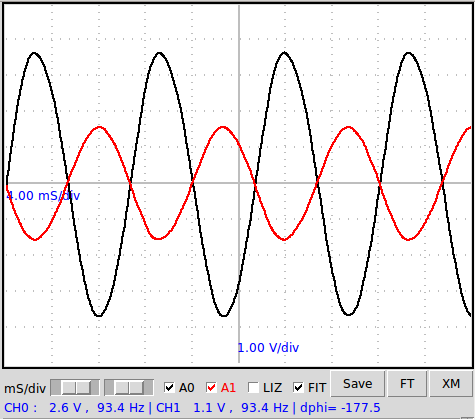 4.00 mS/div
1.00 V/div
mS/div A0 A1 LIZ FIT Save FT XM
CH0 : 2.6 V , 93.4 Hz | CH1 1.1 V , 93.4 Hz | dphi= -177.5